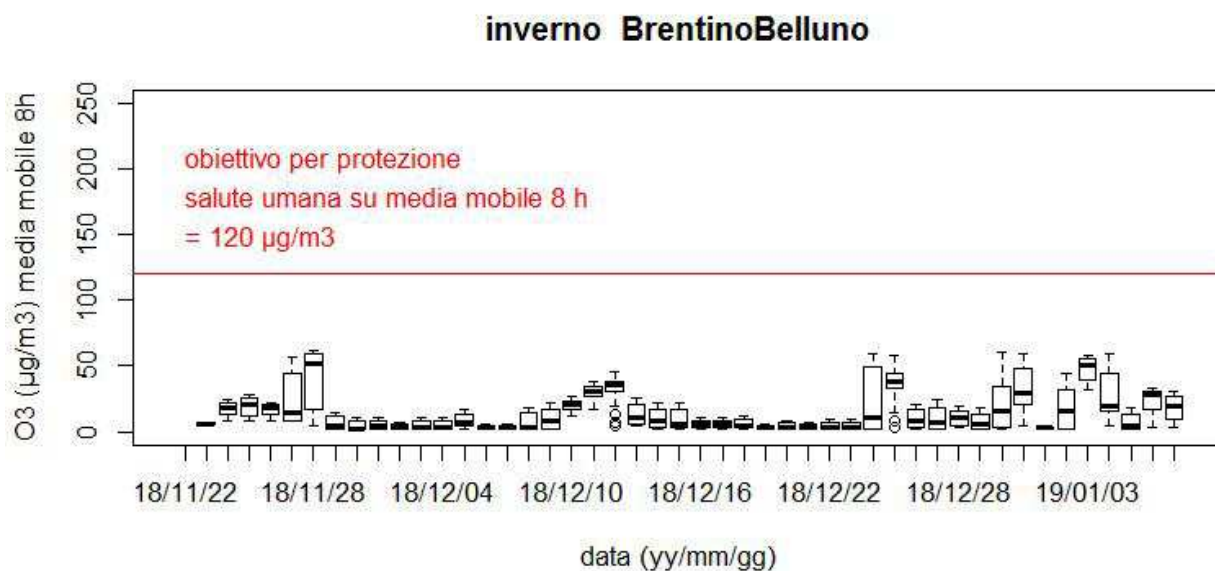 inverno BrentinoBelluno
O3 (µg/m3) media mobile 8h
250
200
150
100
50
0
obiettivo per protezione
salute umana su media mobile 8 h
= 120 µg/m3
18/11/22 18/11/28 18/12/04 18/12/10 18/12/16 18/12/22 18/12/28 19/01/03
data (yy/mm/gg)